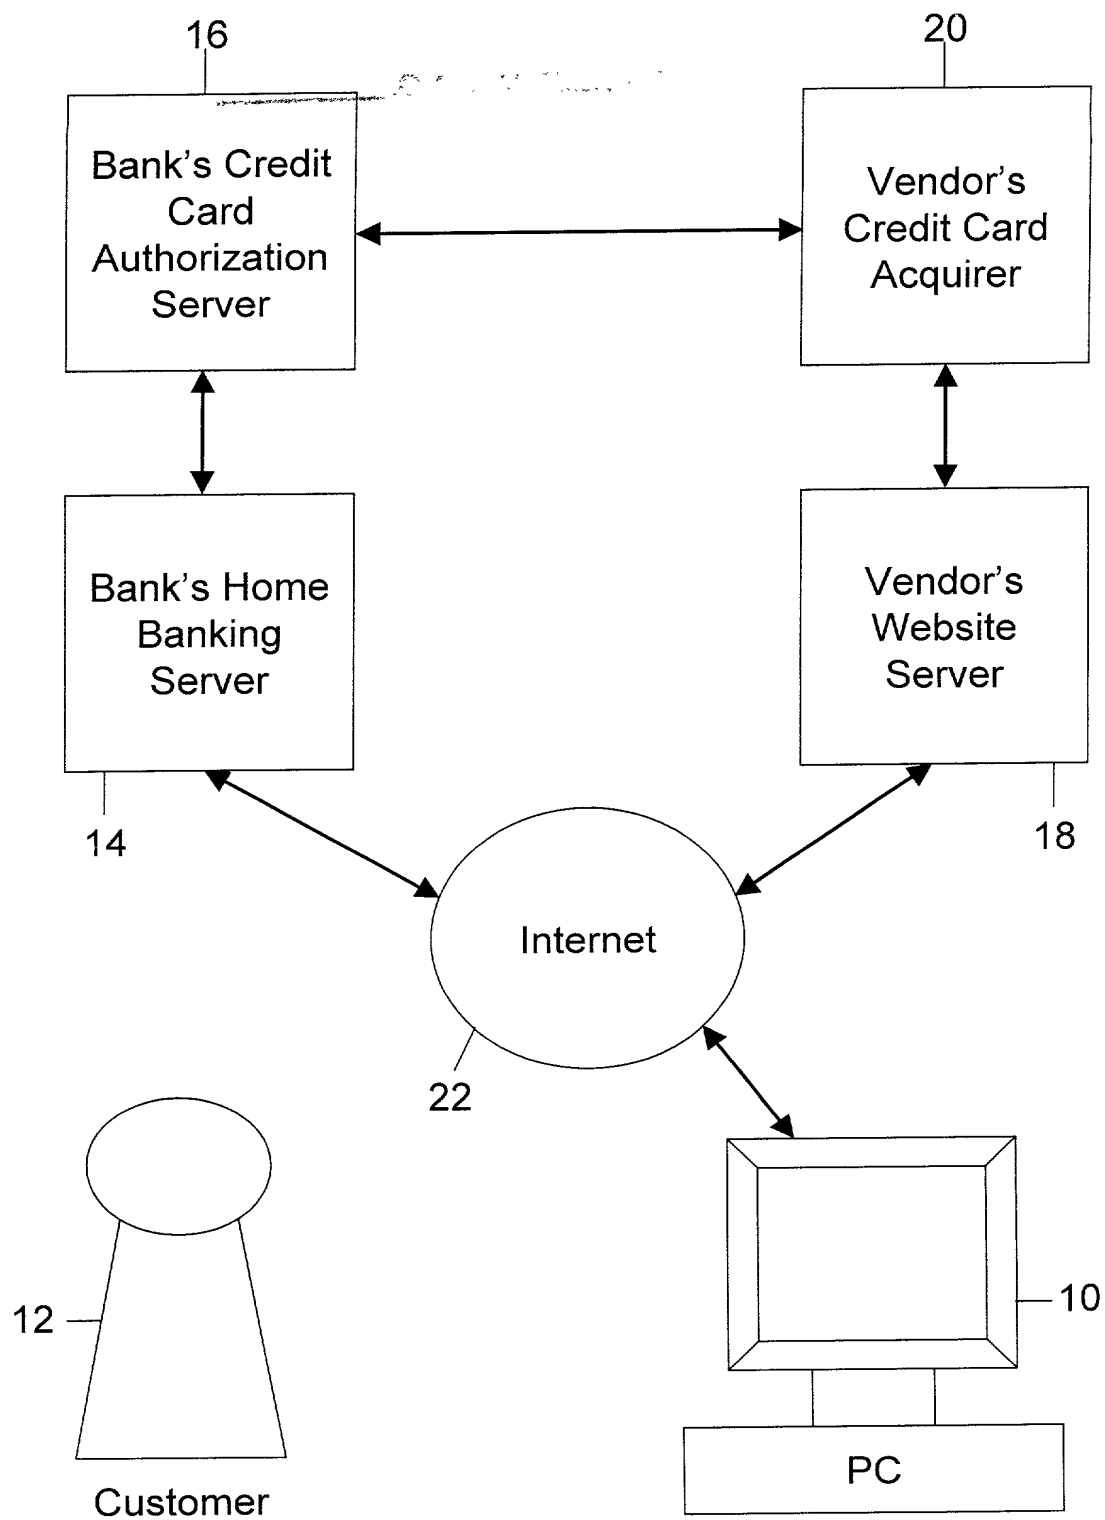 16
20
Bank's Credit
Card
Authorization
Server
Vendor's
Credit Card
Acquirer
Bank's Home
Banking
Server
Vendor's
Website
Server
14
18
Internet
22
12
10
PC
Customer